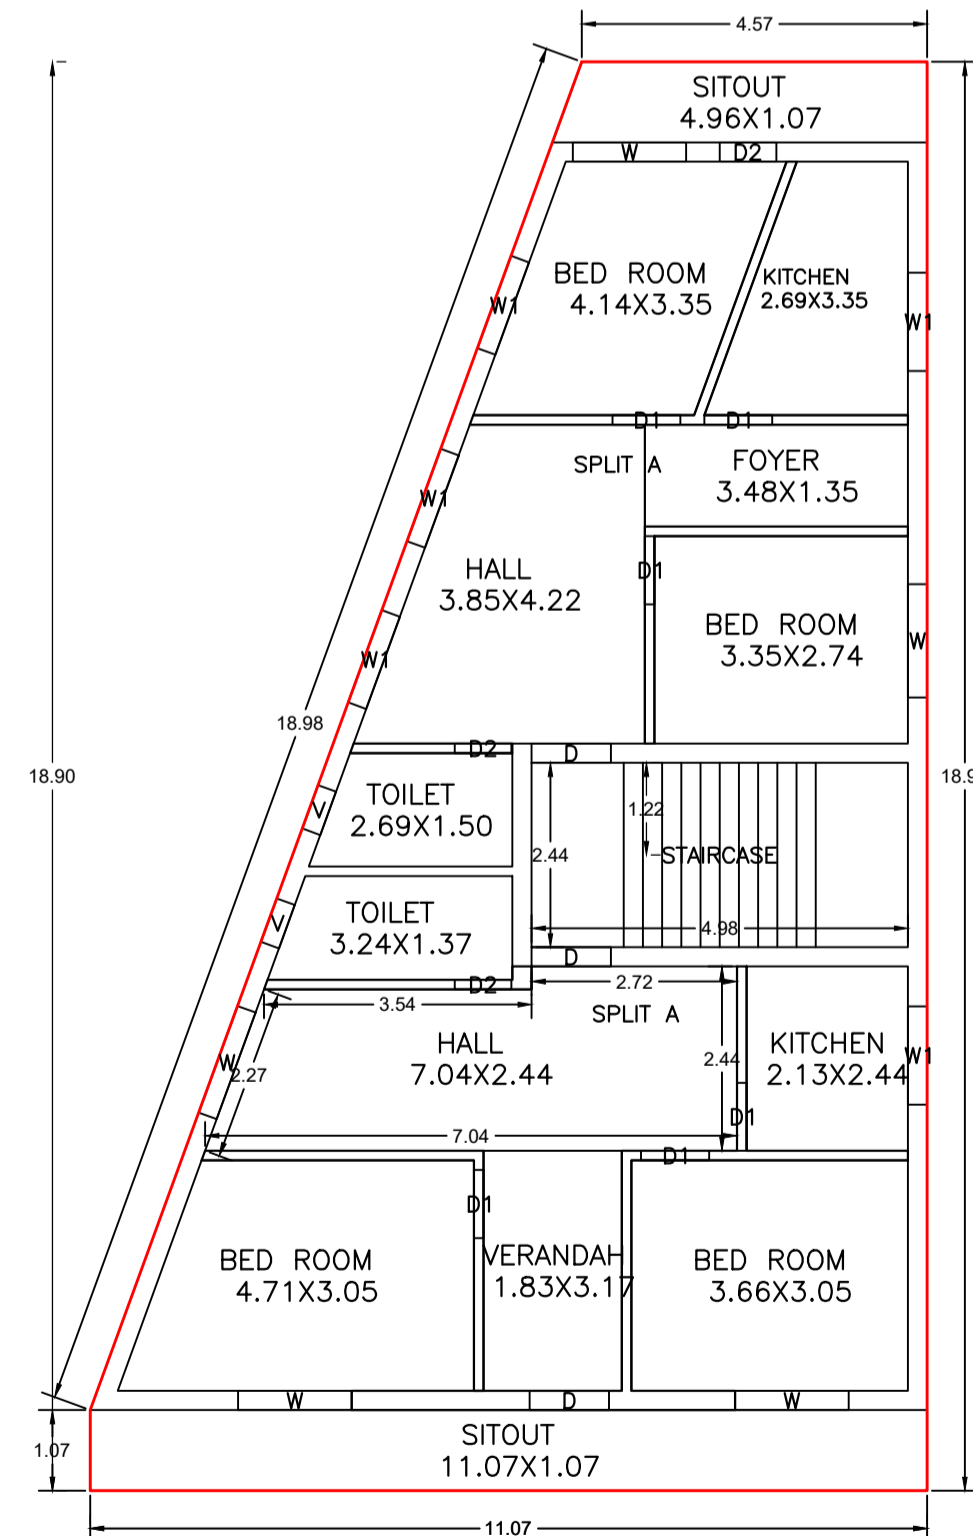 4.57
SITOUT
4.96X1.07
W
D2
BED ROOM
4.14X3.35
KITCHEN
2.69X3.35
W1
W1
D1
D1
SPLIT A
FOYER
3.48X1.35
W1
HALL
3.85X4.22
D1
BED ROOM
3.35X2.74
W
W1
18.98
18.90
D2
D
TOILET
2.69X1.50
V
1.22
2.44
STAIRCASE
TOILET
3.24X1.37
V
4.98
D
D2
2.72
3.54
SPLIT A
HALL
7.04X2.44
2.44
KITCHEN
2.13X2.44
W1
W
2.27
D1
7.04
D1
D1
BED ROOM
4.71X3.05
VERANDAH
1.83X3.17
BED ROOM
3.66X3.05
W
D
W
SITOUT
11.07X1.07
1.07
11.07